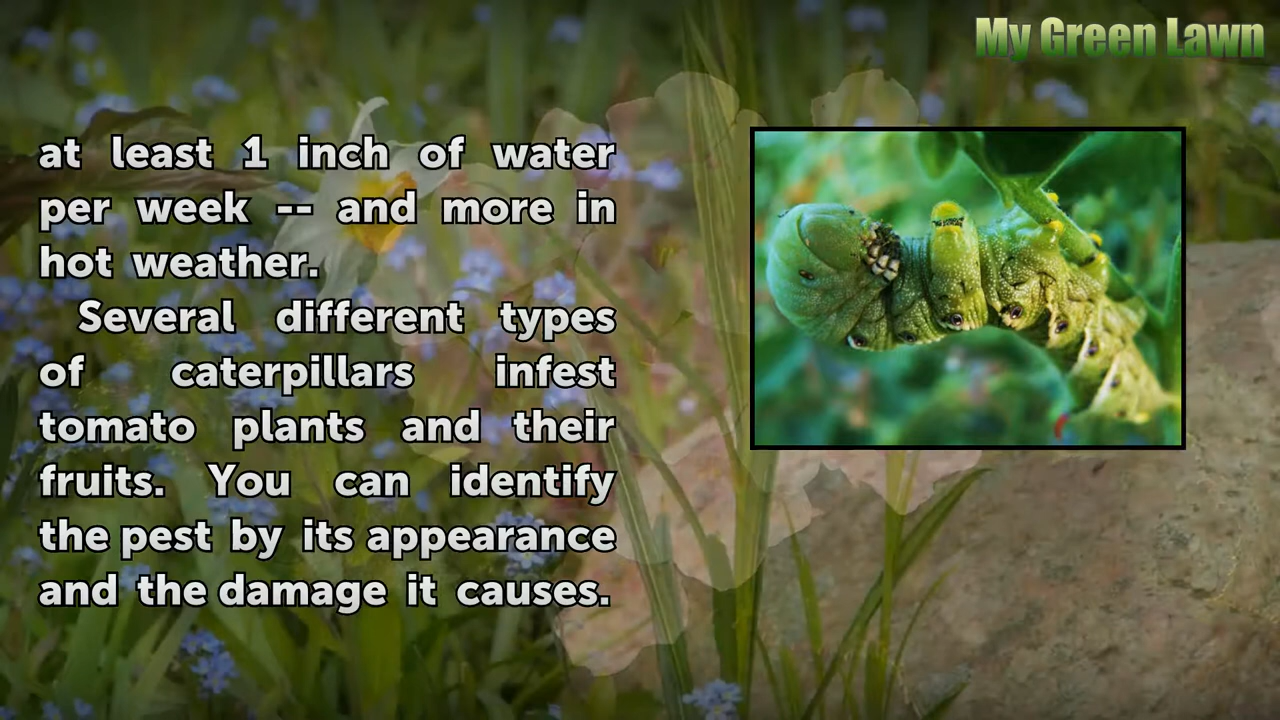 My Green Lawn
at least 1 inch of water
per week -- and more in
hot weather.
Several different types
of caterpillars infest
tomato plants and their
fruits. You can identify
the pest by its appearance
and the damage it causes.